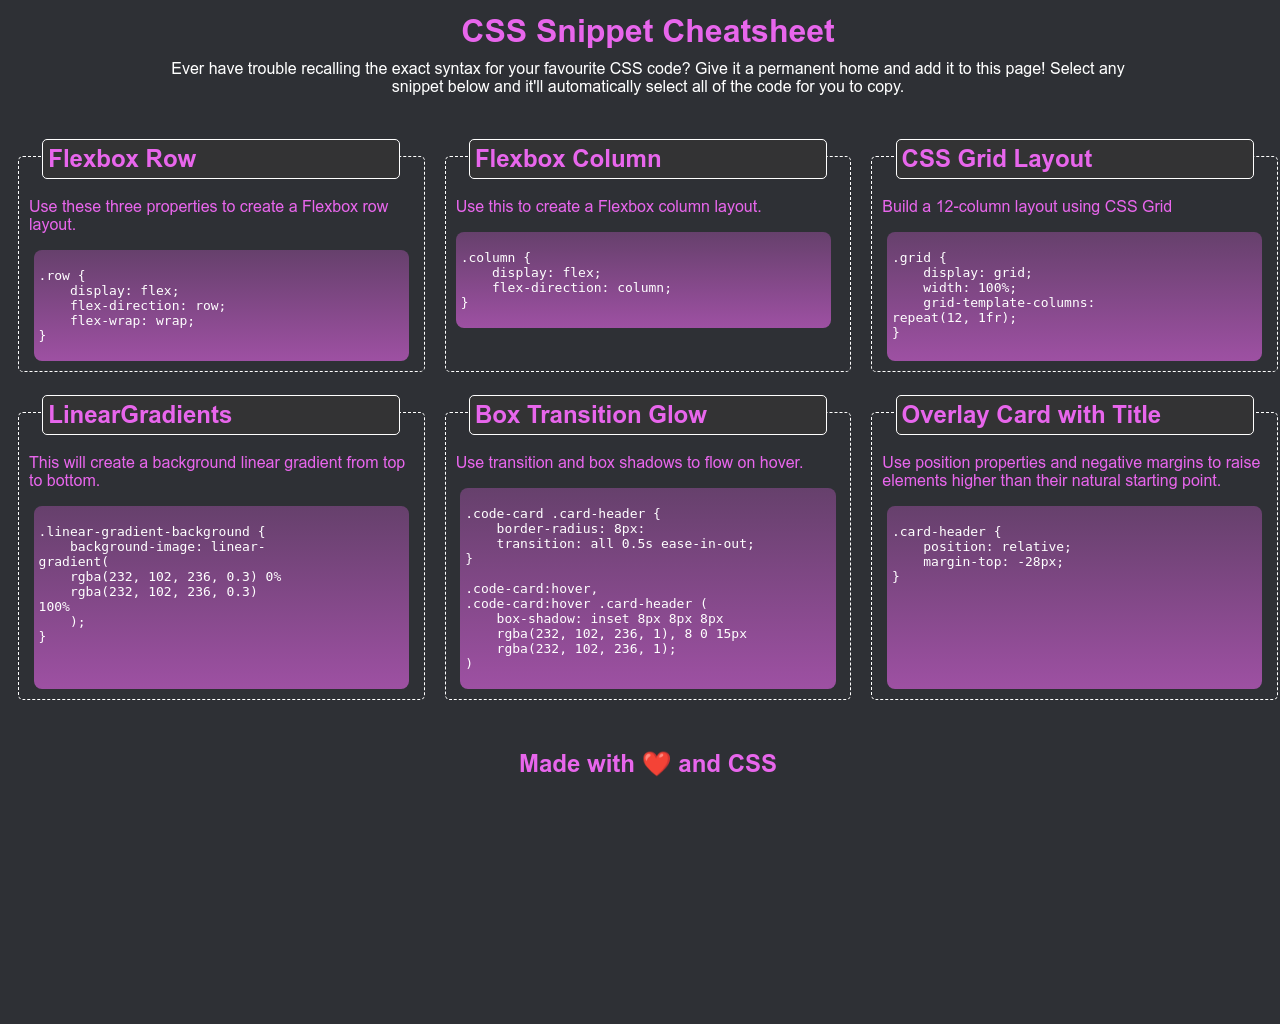 CSS Snippet Cheatsheet
Ever have trouble recalling the exact syntax for your favourite CSS code? Give it a permanent home and add it to this page! Select any
snippet below and it'll automatically select all of the code for you to copy.
Flexbox Row
Use these three properties to create a Flexbox row
layout.
.row {
    display: flex;
    flex-direction: row;
    flex-wrap: wrap;
}
Flexbox Column
Use this to create a Flexbox column layout.
.column {
    display: flex;
    flex-direction: column;
}
CSS Grid Layout
Build a 12-column layout using CSS Grid
.grid {
    display: grid;
    width: 100%;
    grid-template-columns:
repeat(12, 1fr);
}
LinearGradients
This will create a background linear gradient from top
to bottom.
.linear-gradient-background {
    background-image: linear-
gradient(
    rgba(232, 102, 236, 0.3) 0%
    rgba(232, 102, 236, 0.3)
100%
    );
}
Box Transition Glow
Use transition and box shadows to flow on hover.
.code-card .card-header {
    border-radius: 8px:
    transition: all 0.5s ease-in-out;
}
.code-card:hover,
.code-card:hover .card-header (
    box-shadow: inset 8px 8px 8px
    rgba(232, 102, 236, 1), 8 0 15px
    rgba(232, 102, 236, 1);
)
Overlay Card with Title
Use position properties and negative margins to raise
elements higher than their natural starting point.
.card-header {
    position: relative;
    margin-top: -28px;
}
Made with ❤️ and CSS